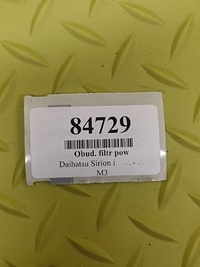 84729
Obud. filtr pow
Daihatsu Sirion i
M3